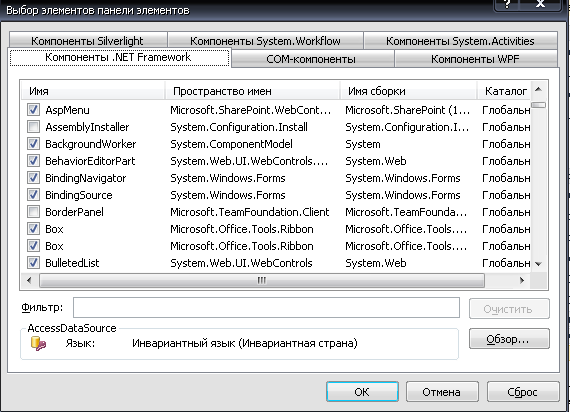 Выбор элементов панели элементов
Компоненты Silverlight Компоненты System.Workflow Компоненты System.Activities
Компоненты .NET Framework COM-компоненты Компоненты WPF
Имя Пространство имен Имя сборки Каталог
AspMenu Microsoft.SharePoint.WebCont... Microsoft.SharePoint (1... Глобальн
AssemblyInstaller System.Configuration.Install System.Configuration.I... Глобальн
BackgroundWorker System.ComponentModel System Глобальн
BehaviorEditorPart System.Web.UI.WebControls.... System.Web Глобальн
BindingNavigator System.Windows.Forms System.Windows.Forms Глобальн
BindingSource System.Windows.Forms System.Windows.Forms Глобальн
BorderPanel Microsoft.TeamFoundation.Client Microsoft.TeamFounda... Глобальн
Box Microsoft.Office.Tools.Ribbon Microsoft.Office.Tools.... Глобальн
Box Microsoft.Office.Tools.Ribbon Microsoft.Office.Tools.... Глобальн
BulletedList System.Web.UI.WebControls System.Web Глобальн
Фильтр: Очистить
AccessDataSource
Язык: Инвариантный язык (Инвариантная страна) Обзор...
ОК Отмена Сброс